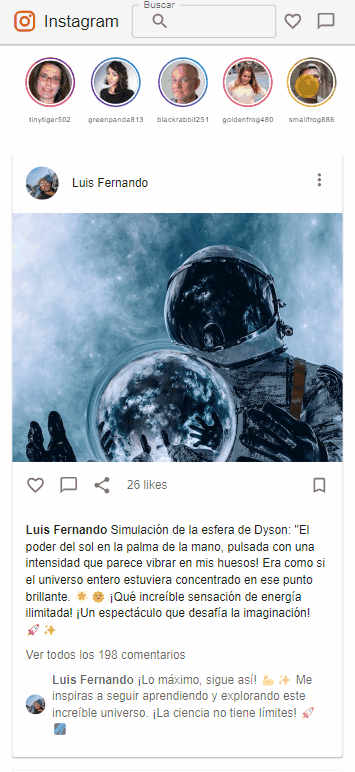 Buscar
Instagram
tinytiger502 greenpanda813 blackrabbit251 goldenfrog480 smallfrog886
Luis Fernando
26 likes
Luis Fernando Simulación de la esfera de Dyson: "El
poder del sol en la palma de la mano, pulsada con una
intensidad que parece vibrar en mis huesos! Era como si
el universo entero estuviera concentrado en ese punto
brillante. 🌟 🌞 ¡Qué increíble sensación de energía
ilimitada! ¡Un espectáculo que desafía la imaginación!
🚀 ✨
Ver todos los 198 comentarios
Luis Fernando ¡Lo máximo, sigue así! 💪 ✨ Me
inspiras a seguir aprendiendo y explorando este
increíble universo. ¡La ciencia no tiene límites! 🚀
🌌